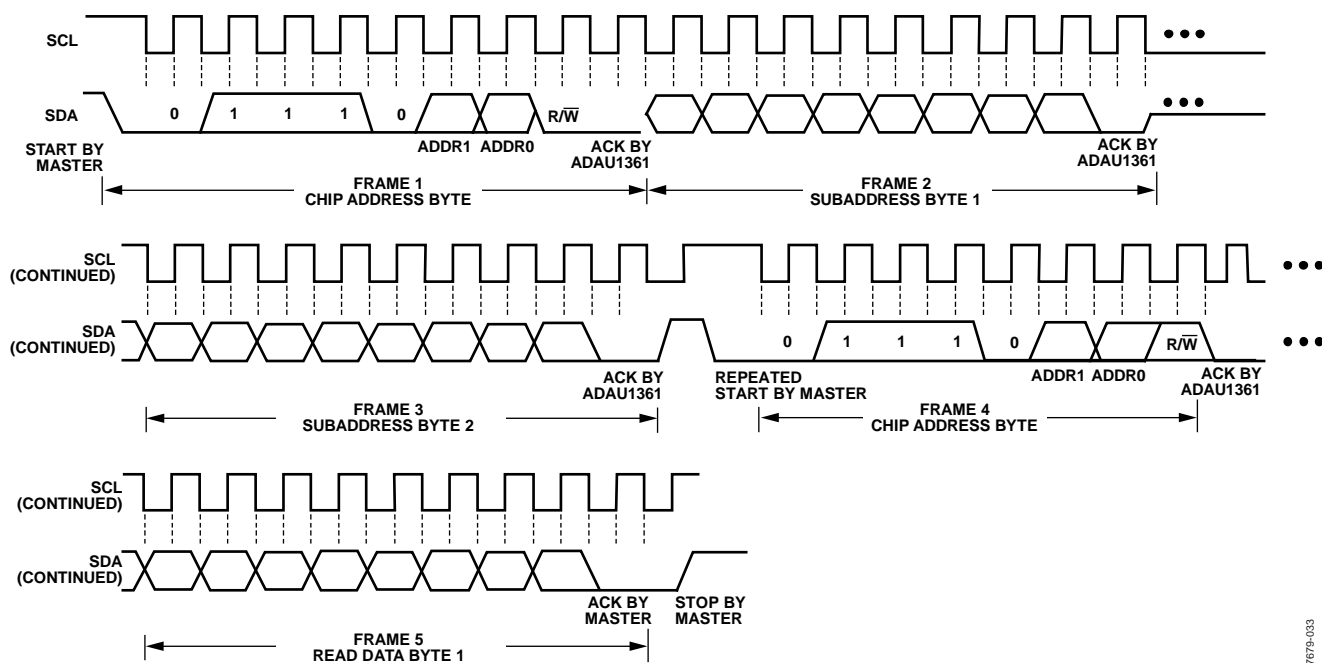 SCL
SDA
0
1
1
1
0
R/W̅
START BY
MASTER
ADDR1 ADDR0
ACK BY
ADAU1361
ACK BY
ADAU1361
FRAME 1
CHIP ADDRESS BYTE
FRAME 2
SUBADDRESS BYTE 1
SCL
(CONTINUED)
SDA
(CONTINUED)
0
1
1
1
0
R/W̅
ACK BY
ADAU1361
REPEATED
START BY MASTER
ADDR1 ADDR0
ACK BY
ADAU1361
FRAME 3
SUBADDRESS BYTE 2
FRAME 4
CHIP ADDRESS BYTE
SCL
(CONTINUED)
SDA
(CONTINUED)
ACK BY
MASTER
STOP BY
MASTER
FRAME 5
READ DATA BYTE 1